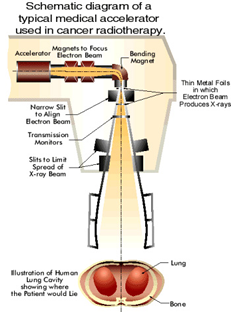 Schematic diagram of a
typical medical accelerator
used in cancer radiotherapy.
Accelerator
Magnets to Focus
Electron Beam
Bending
Magnet
Thin Metal Foils
in which
Electron Beam
Produces X-rays
Narrow Slit
to Align
Electron Beam
Transmission
Monitors
Slits to Limit
Spread of
X-ray Beam
Illustration of Human
Lung Cavity
showing where
the Patient would Lie
Lung
Bone